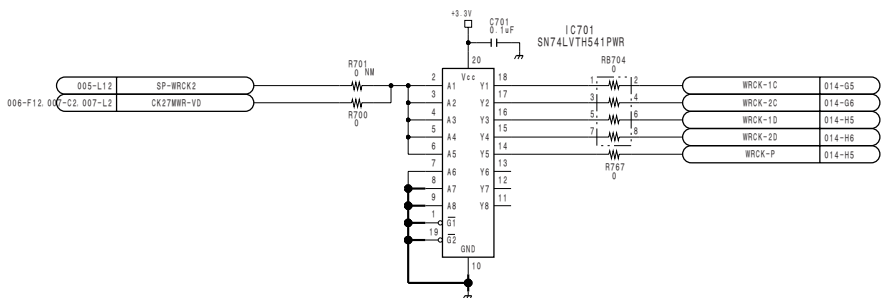 +3.3V
C701
0.1uF
IC701
SN74LVTH541PWR
20
Vcc
R701
0 NM
RB704
0
005-L12 SP-WRCK2
2 A1 Y1 18
1 2
WRCK-1C 014-G5
006-F12, 007-C2, 007-L2 CK27MWR-VD
R700
0
3 A2 Y2 17
3 4
WRCK-2C 014-G6
4 A3 Y3 16
5 6
WRCK-1D 014-H5
5 A4 Y4 15
7 8
WRCK-2D 014-H6
6 A5 Y5 14
WRCK-P 014-H5
R767
0
7 A6 Y6 13
8 A7 Y7 12
9 A8 Y8 11
1 G1
19 G2
GND
10